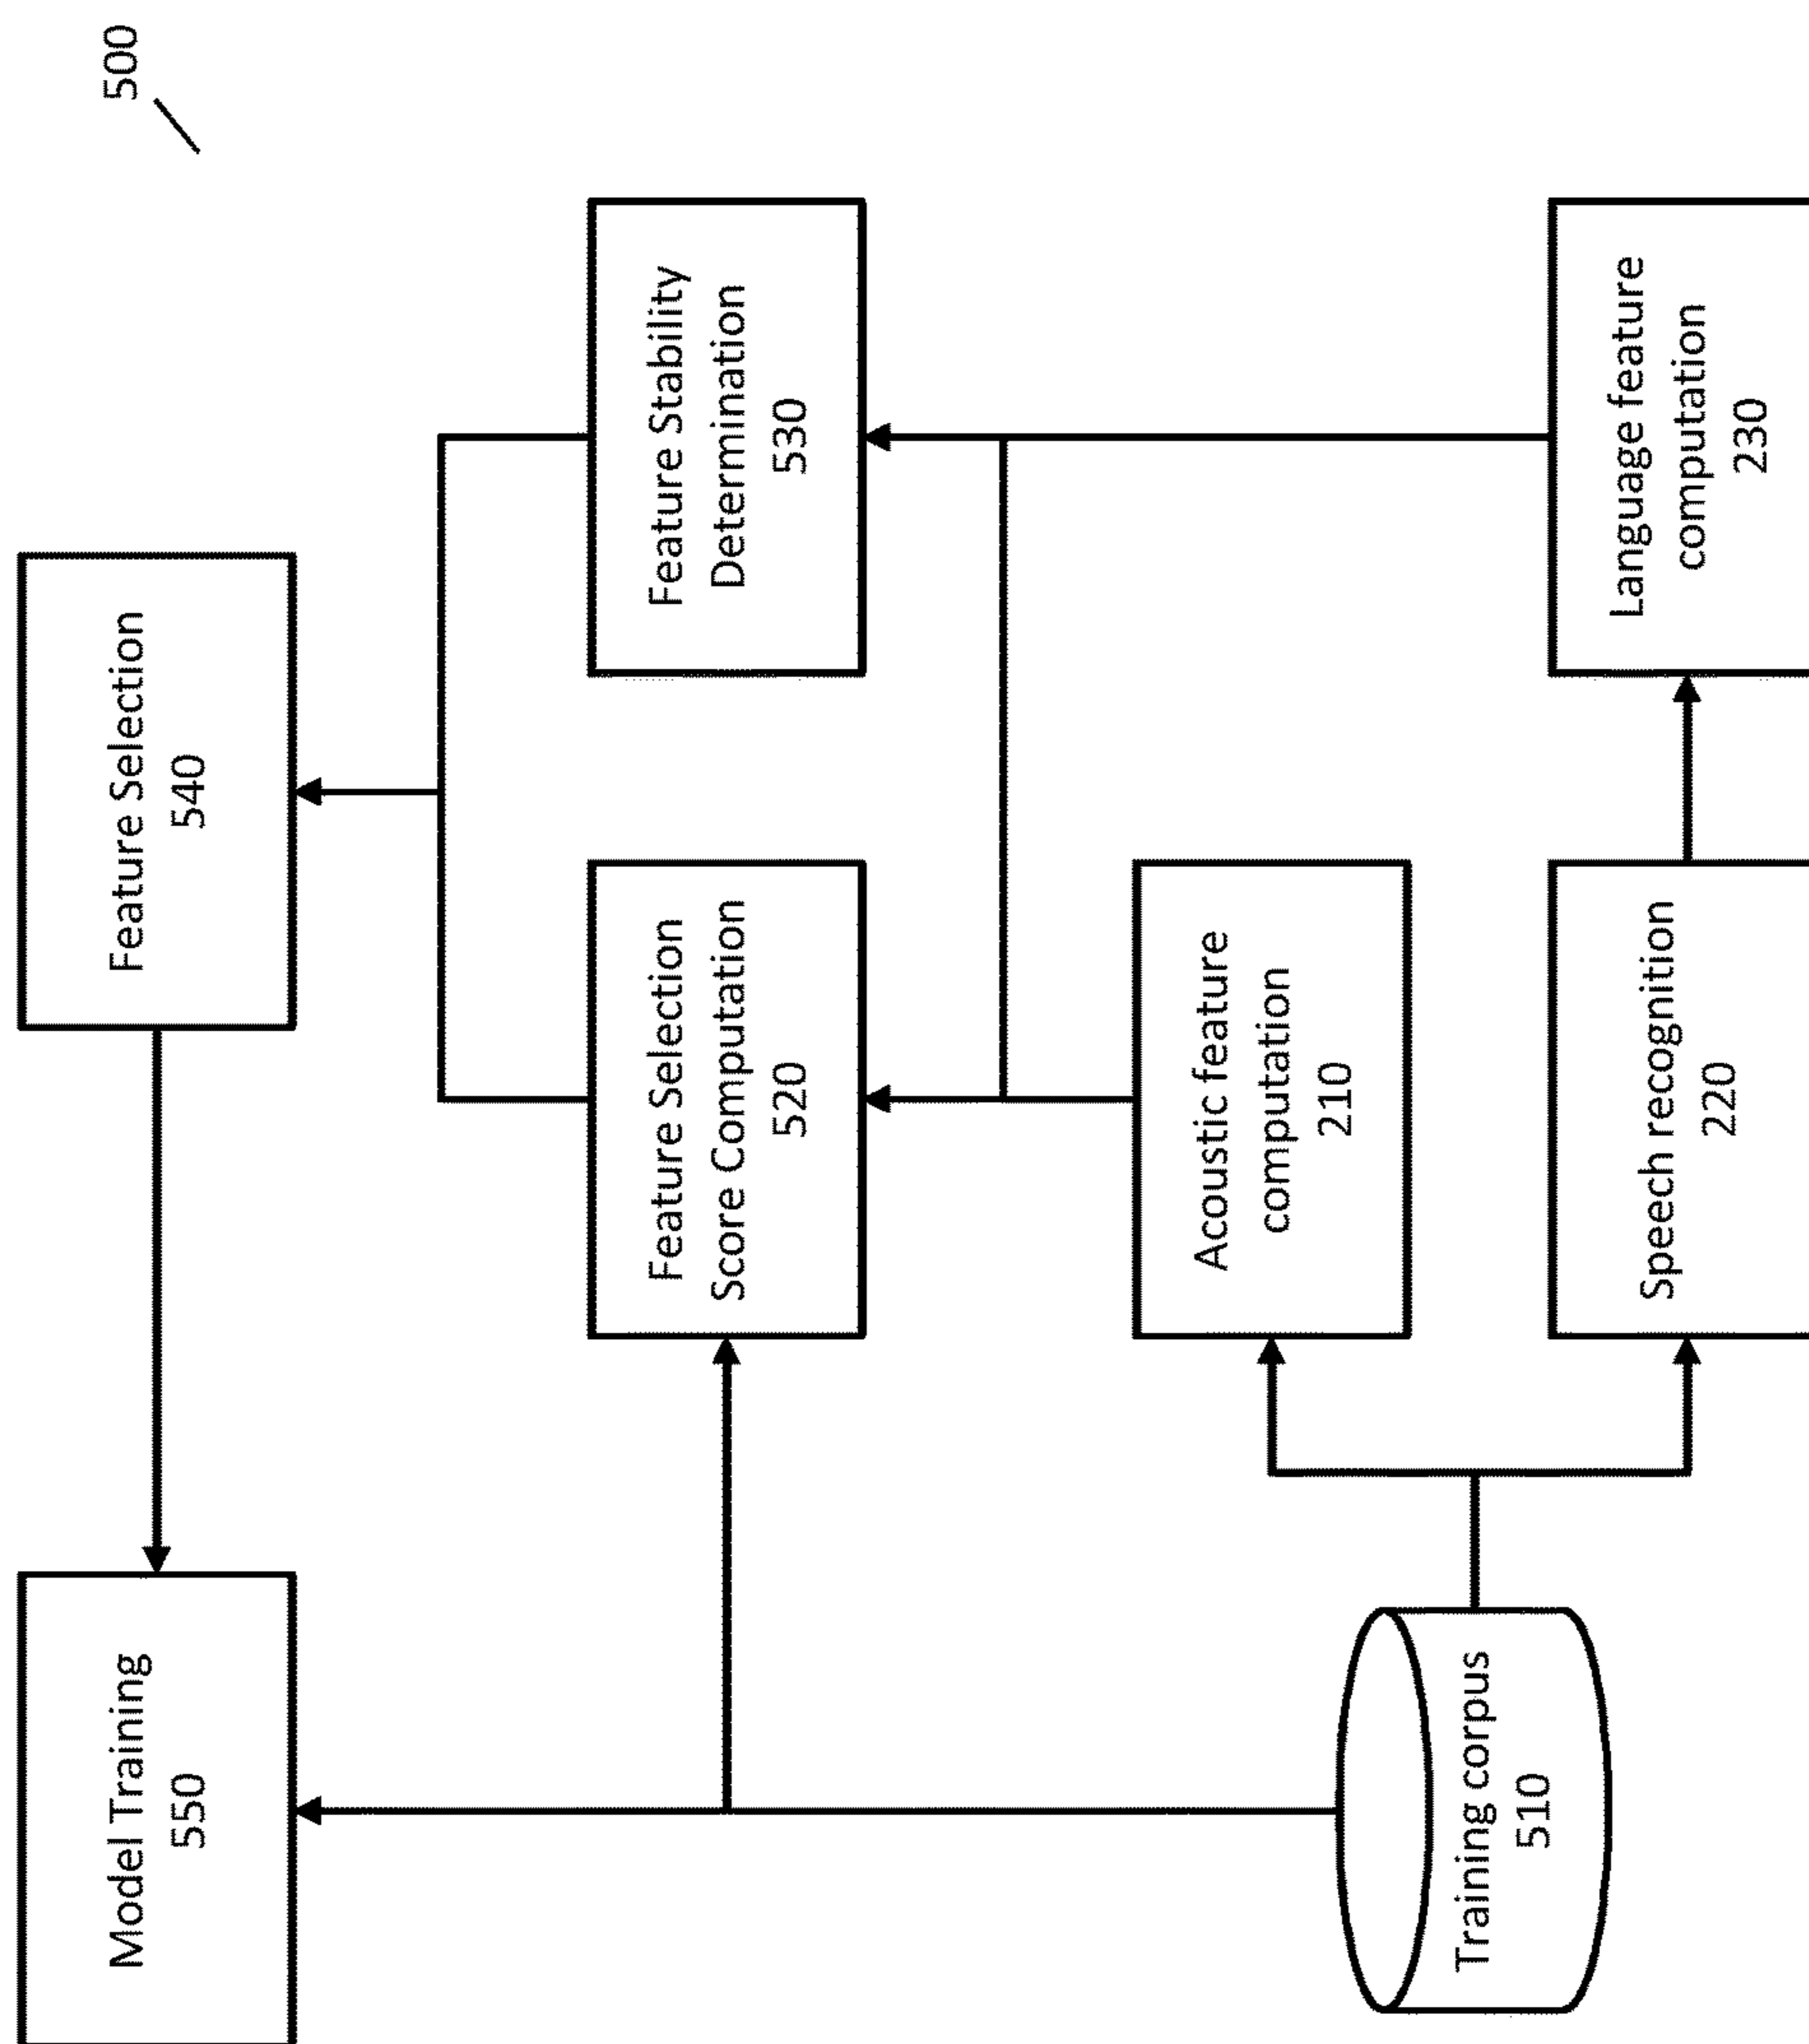 500
Model Training
550
Feature Selection
540
Feature Selection
Score Computation
520
Feature Stability
Determination
530
Acoustic feature
computation
210
Training corpus
510
Speech recognition
220
Language feature
computation
230